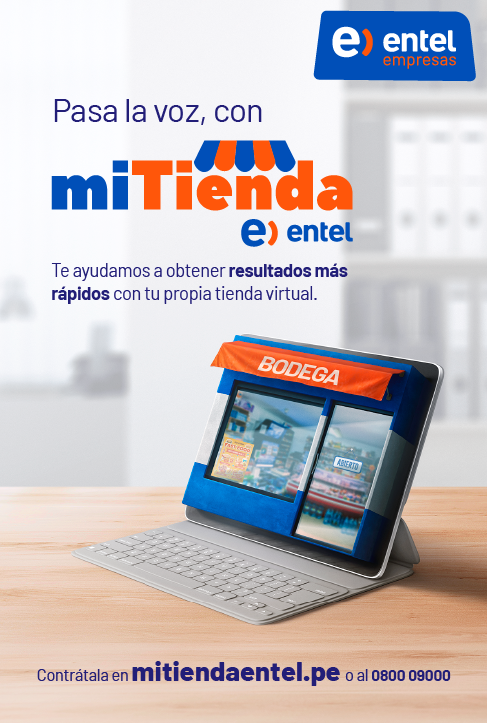 entel
empresas
Pasa la voz, con
miTienda
entel
Te ayudamos a obtener resultados más
rápidos con tu propia tienda virtual.
BODEGA
ABIERTO
Contrátala en mitiendaentel.pe o al 0800 09000